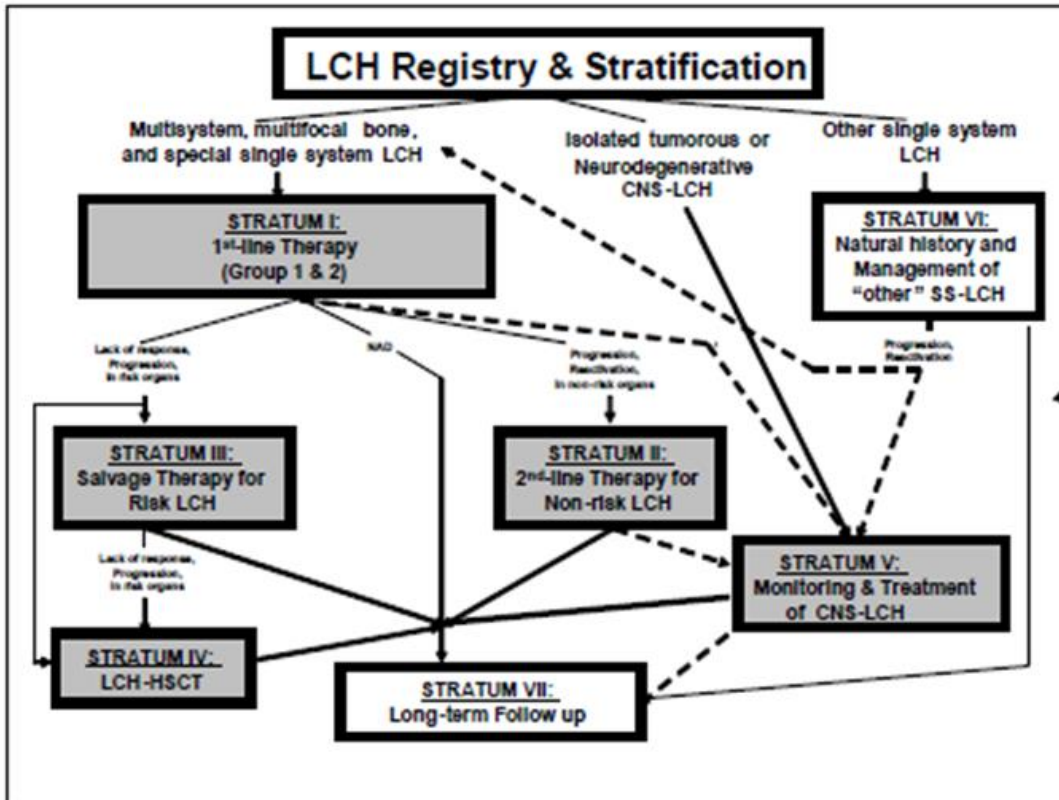 LCH Registry & Stratification
Multisystem, multifocal bone,
and special single system LCH
Isolated tumorous or
Neurodegenerative
CNS-LCH
Other single system
LCH
STRATUM I:
1st-line Therapy
(Group 1 & 2)
STRATUM VI:
Natural history and
Management of
“other” SS-LCH
Lack of response,
Progression,
in risk organs
NAD
Progression,
Reactivation,
in non-risk organs
Progression,
Reactivation
STRATUM III:
Salvage Therapy for
Risk LCH
STRATUM II:
2nd-line Therapy for
Non-risk LCH
Lack of response,
Progression,
in risk organs
STRATUM V:
Monitoring & Treatment
of CNS-LCH
STRATUM IV:
LCH-HSCT
STRATUM VII:
Long-term Follow up